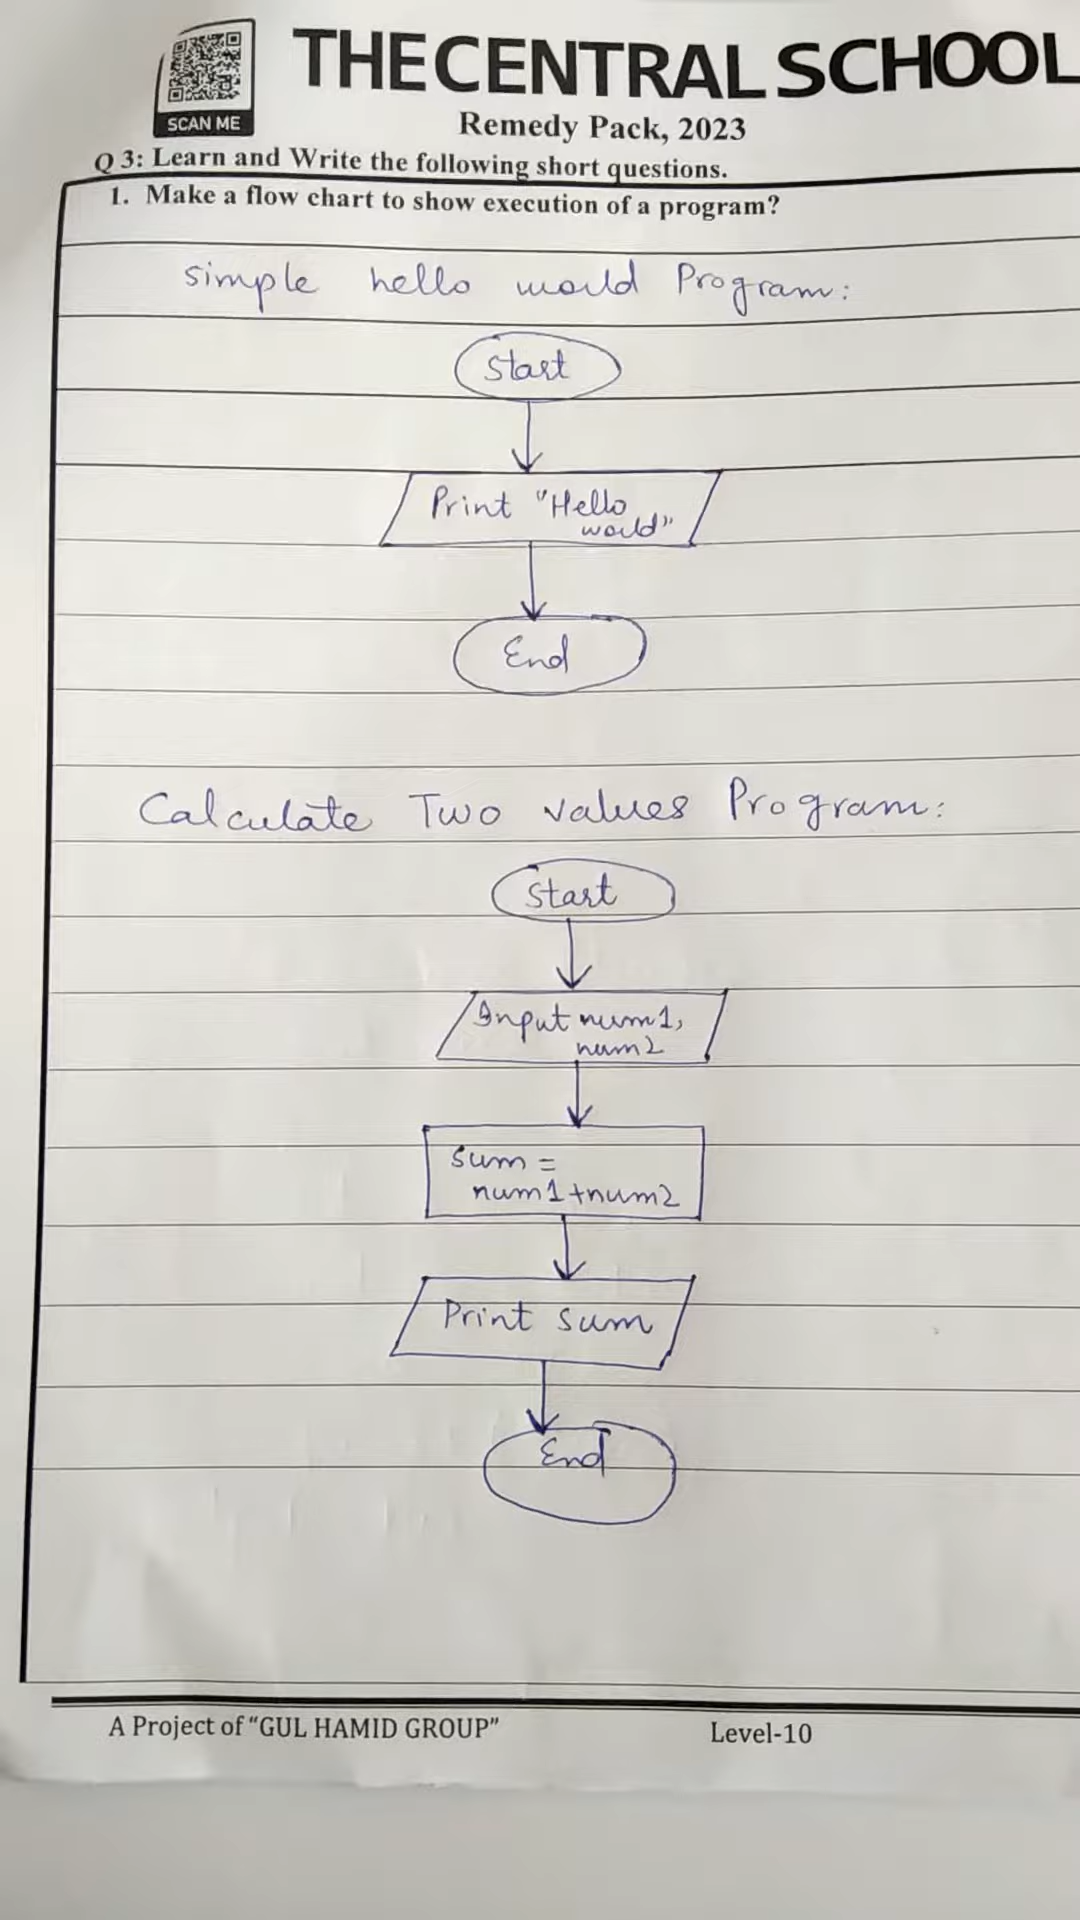 SCAN ME
THE CENTRAL SCHOOL
Remedy Pack, 2023
Q 3: Learn and Write the following short questions.
1. Make a flow chart to show execution of a program?
simple hello world Program:
Start
Print "Hello
world"
End
Calculate Two values Program:
Start
Input num1,
num2
sum =
num1+num2
Print sum
End
A Project of "GUL HAMID GROUP" Level-10